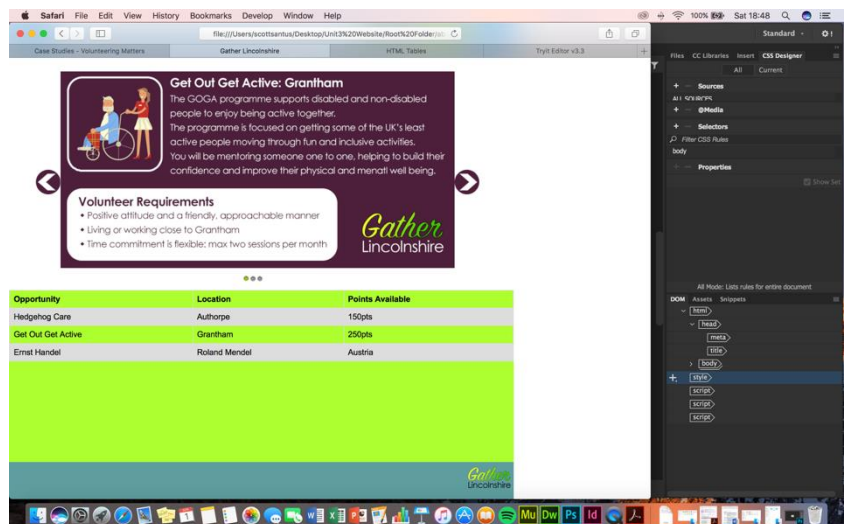 Safari File Edit View History Bookmarks Develop Window Help
100% Sat 18:48
file:///Users/scottsantus/Desktop/Unit3%20Website/Root%20Folder/
Case Studies - Volunteering Matters
Gather Lincolnshire
HTML Tables
Tryit Editor v3.3
Get Out Get Active: Grantham
The GOGA programme supports disabled and non-disabled
people to enjoy being active together.
The programme is focused on getting some of the UK's least
active people moving through fun and inclusive activities.
You will be mentoring someone one to one, helping to build their
confidence and improve their physical and menatl well being.
Volunteer Requirements
• Positive attitude and a friendly, approachable manner
• Living or working close to Grantham
• Time commitment is flexible: max two sessions per month
Gather
Lincolnshire
Opportunity Location Points Available
Hedgehog Care Authorpe 150pts
Get Out Get Active Grantham 250pts
Ernst Handel Roland Mendel Austria
Gather
Lincolnshire
Standard
Files CC Libraries Insert CSS Designer
All Current
Sources
ALL SOURCES
@Media
Selectors
Filter CSS Rules
body
Properties
Show Set
All Mode: Lists rules for entire document
DOM Assets Snippets
html
head
meta
title
body
style
script
script
script
Mu Dw Ps Id